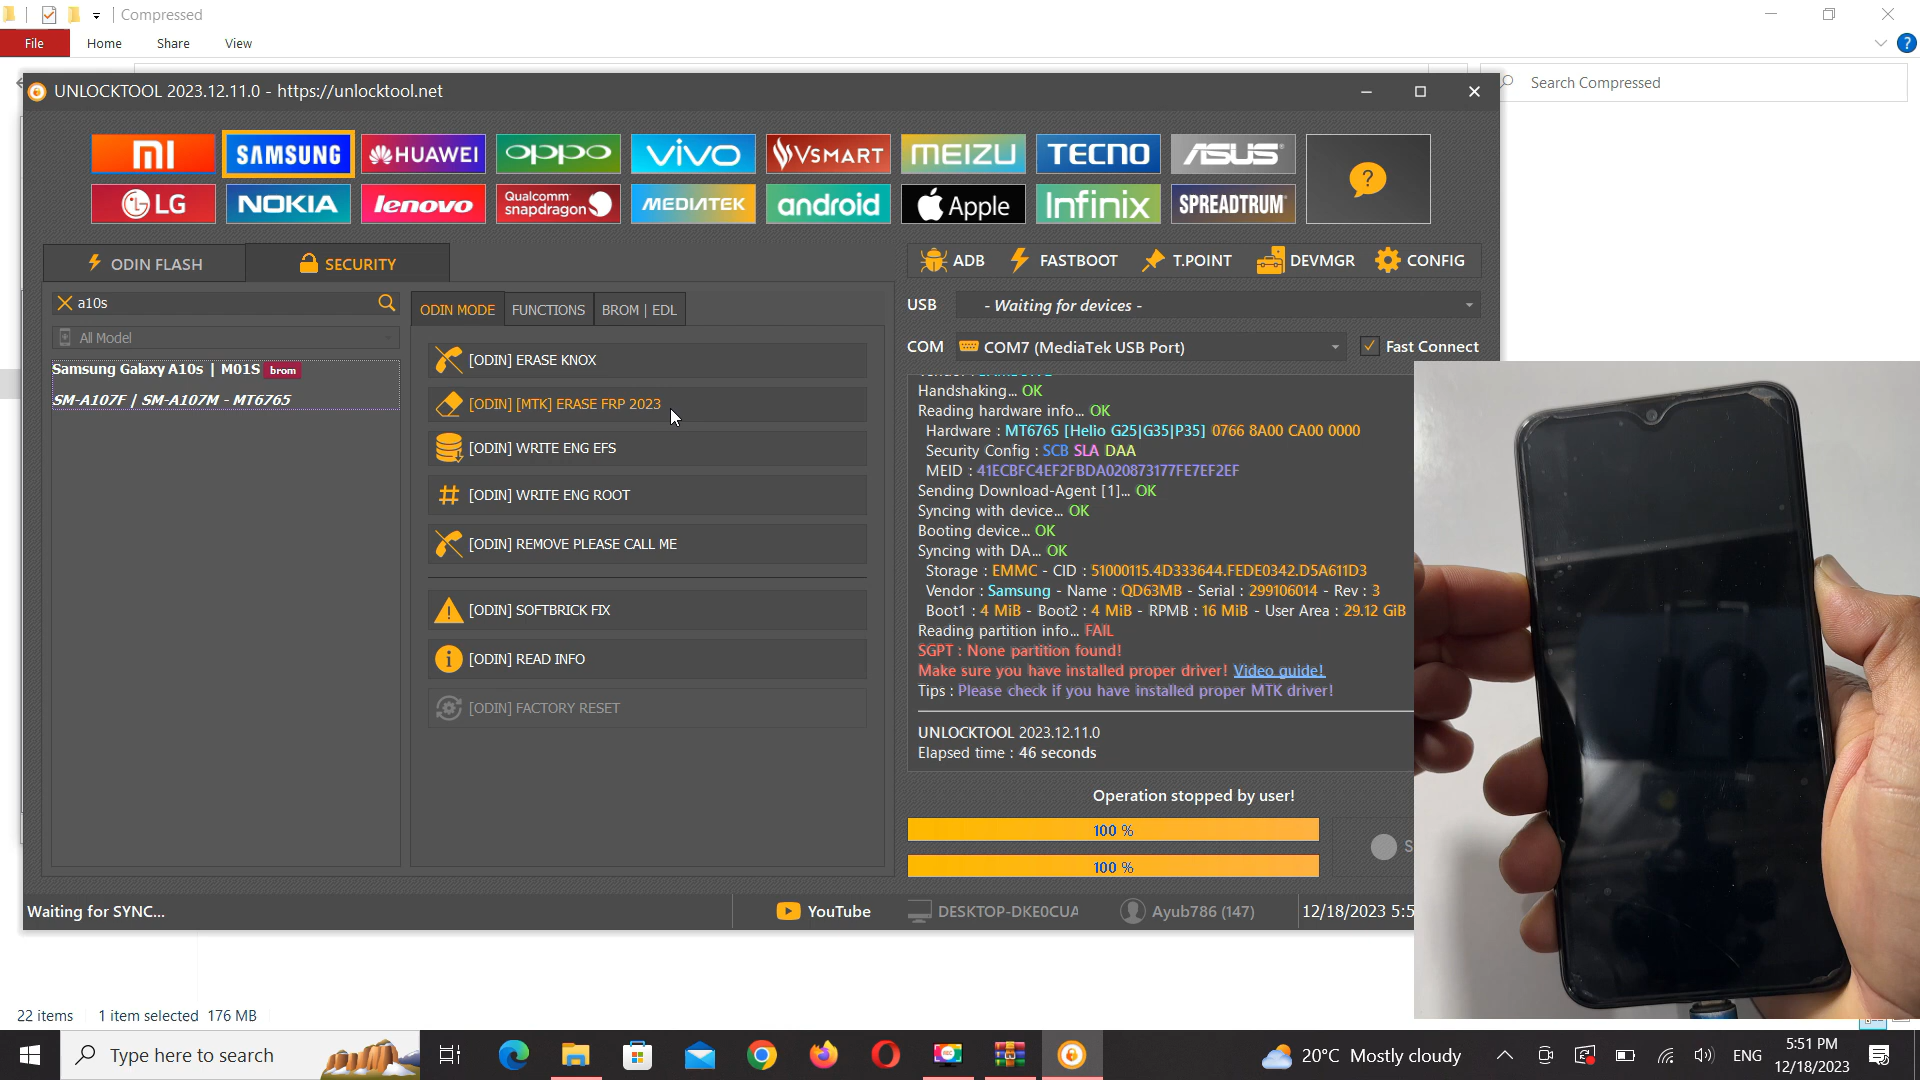 Compressed
File Home Share View
Search Compressed
UNLOCKTOOL 2023.12.11.0 - https://unlocktool.net
MI SAMSUNG HUAWEI oppo vivo VSMART MEIZU TECNO ASUS
?
LG NOKIA lenovo Qualcomm snapdragon MEDIATEK android Apple Infinix SPREADTRUM
ODIN FLASH SECURITY
ADB FASTBOOT T.POINT DEVMGR CONFIG
a10s
All Model
Samsung Galaxy A10s | M01S brom
SM-A107F / SM-A107M - MT6765
ODIN MODE FUNCTIONS BROM | EDL
[ODIN] ERASE KNOX
[ODIN] [MTK] ERASE FRP 2023
[ODIN] WRITE ENG EFS
[ODIN] WRITE ENG ROOT
[ODIN] REMOVE PLEASE CALL ME
[ODIN] SOFTBRICK FIX
[ODIN] READ INFO
[ODIN] FACTORY RESET
USB - Waiting for devices -
COM COM7 (MediaTek USB Port) Fast Connect
Handshaking... OK
Reading hardware info... OK
Hardware : MT6765 [Helio G25|G35|P35] 0766 8A00 CA00 0000
Security Config : SCB SLA DAA
MEID : 41ECBFC4EF2FBDA020873177FE7EF2EF
Sending Download-Agent [1]... OK
Syncing with device... OK
Booting device... OK
Syncing with DA... OK
Storage : EMMC - CID : 51000115.4D333644.FEDE0342.D5A611D3
Vendor : Samsung - Name : QD63MB - Serial : 299106014 - Rev : 3
Boot1 : 4 MiB - Boot2 : 4 MiB - RPMB : 16 MiB - User Area : 29.12 GiB
Reading partition info... FAIL
SGPT : None partition found!
Make sure you have installed proper driver! Video guide!
Tips : Please check if you have installed proper MTK driver!
UNLOCKTOOL 2023.12.11.0
Elapsed time : 46 seconds
Operation stopped by user!
100 %
S
100 %
Waiting for SYNC... YouTube DESKTOP-DKE0CUA Ayub786 (147) 12/18/2023 5:5
22 items 1 item selected 176 MB
Type here to search
20°C Mostly cloudy
ENG
5:51 PM
12/18/2023